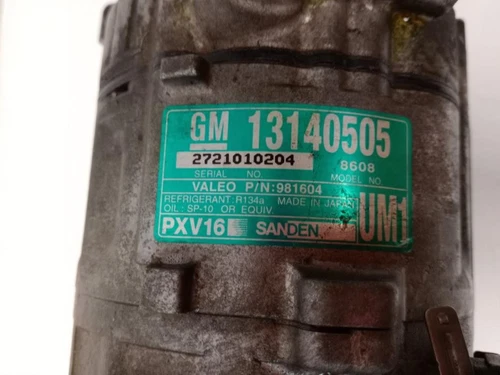 GM 13140505
2721010204 8608
SERIAL NO. MODEL NO.
VALEO P/N:981604
REFRIGERANT:R134a MADE IN JAPAN
OIL: SP-10 OR EQUIV.
PXV16 SANDEN UM1